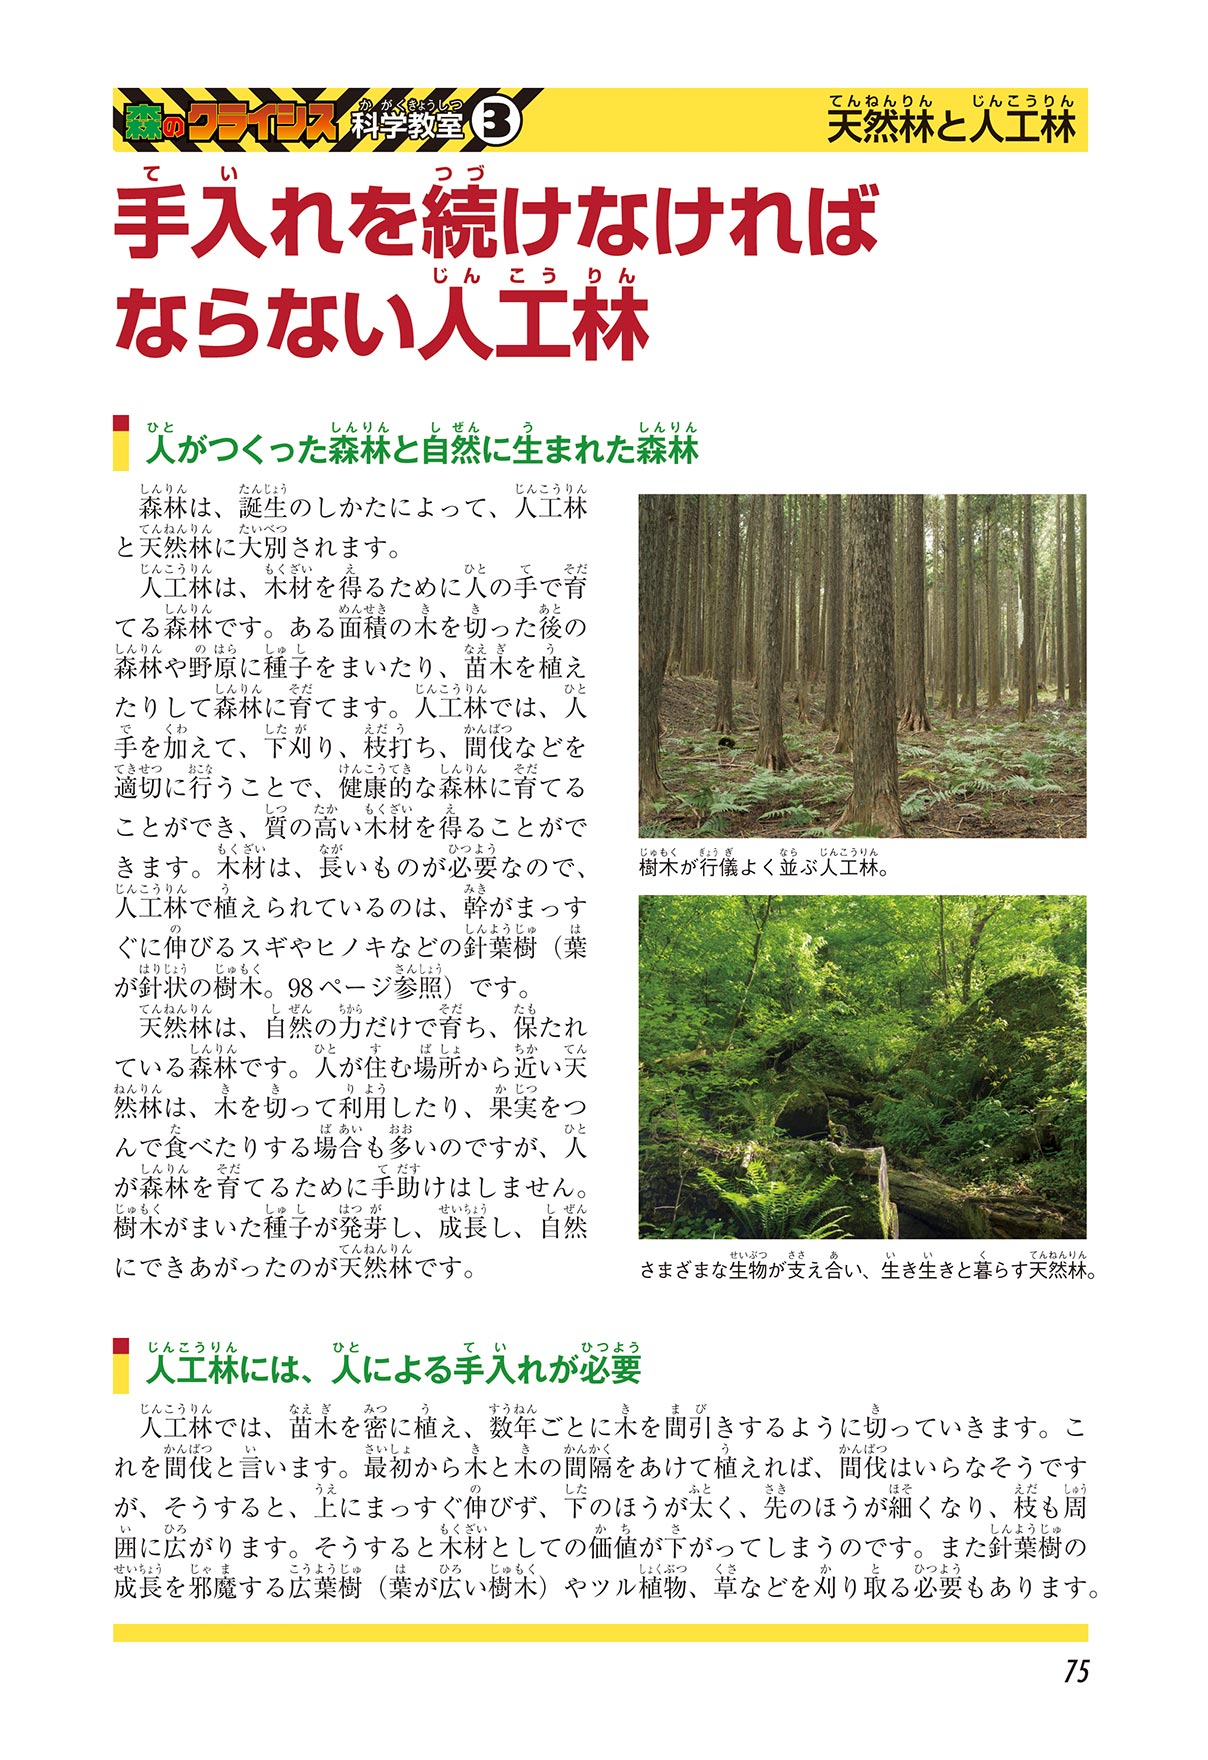 森のクライシス 科学教室 3
天然林と人工林
手入れを続けなければ
ならない人工林
人がつくった森林と自然に生まれた森林
森林は、誕生のしかたによって、人工林
と天然林に大別されます。
人工林は、木材を得るために人の手で育
てる森林です。ある面積の木を切った後の
森林や野原に種子をまいたり、苗木を植え
たりして森林に育てます。人工林では、人
手を加えて、下刈り、枝打ち、間伐などを
適切に行うことで、健康的な森林に育てる
ことができ、質の高い木材を得ることがで
きます。木材は、長いものが必要なので、
人工林で植えられているのは、幹がまっす
ぐに伸びるスギやヒノキなどの針葉樹（葉
が針状の樹木。98ページ参照）です。
天然林は、自然の力だけで育ち、保たれ
ている森林です。人が住む場所から近い天
然林は、木を切って利用したり、果実をつ
んで食べたりする場合も多いのですが、人
が森林を育てるために手助けはしません。
樹木がまいた種子が発芽し、成長し、自然
にできあがったのが天然林です。
樹木が行儀よく並ぶ人工林。
さまざまな生物が支え合い、生き生きと暮らす天然林。
人工林には、人による手入れが必要
人工林では、苗木を密に植え、数年ごとに木を間引きするように切っていきます。こ
れを間伐と言います。最初から木と木の間隔をあけて植えれば、間伐はいらなそうです
が、そうすると、上にまっすぐ伸びず、下のほうが太く、先のほうが細くなり、枝も周
囲に広がります。そうすると木材としての価値が下がってしまうのです。また針葉樹の
成長を邪魔する広葉樹（葉が広い樹木）やツル植物、草などを刈り取る必要もあります。
75